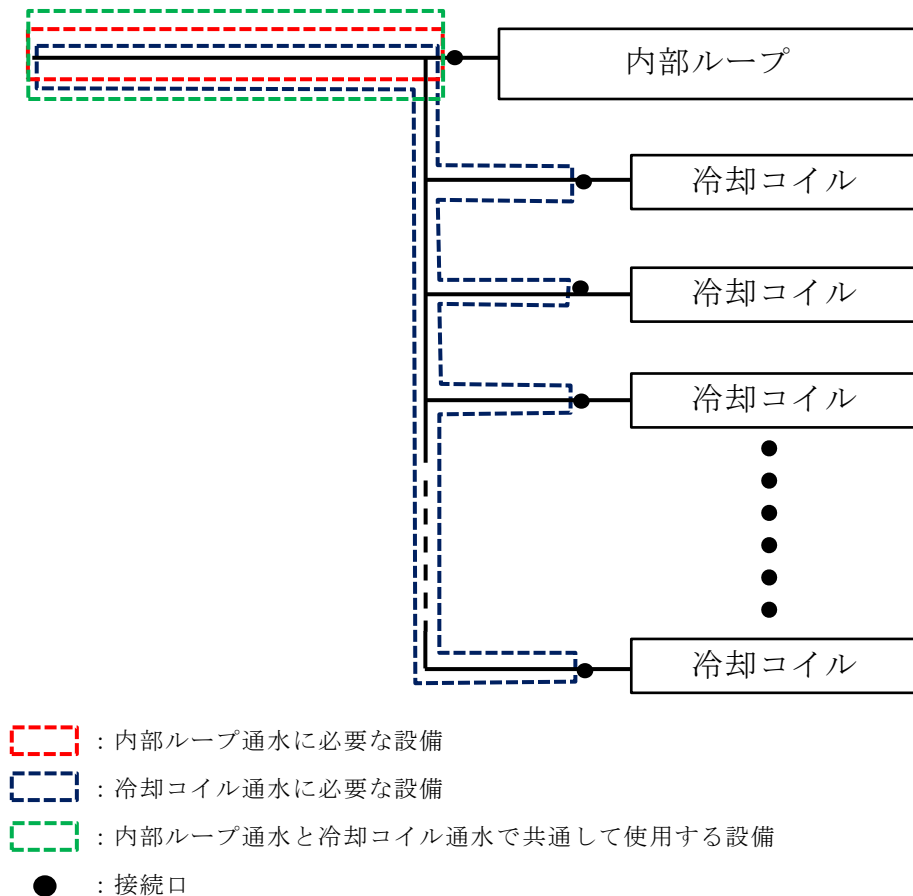 内部ループ
冷却コイル
冷却コイル
冷却コイル
冷却コイル
：内部ループ通水に必要な設備
：冷却コイル通水に必要な設備
：内部ループ通水と冷却コイル通水で共通して使用する設備
：接続口